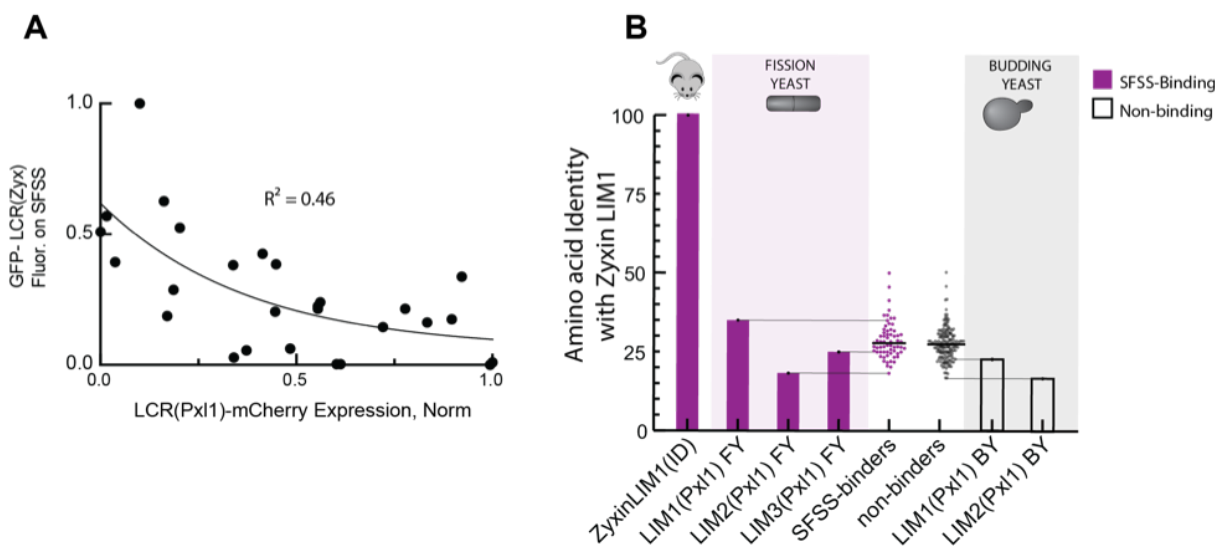 A
B
1.0
0.5
0.0
0.0
0.5
1.0
GFP- LCR(Zyx)
Fluor. on SFSS
R² = 0.46
LCR(Pxl1)-mCherry Expression, Norm
FISSION
YEAST
BUDDING
YEAST
SFSS-Binding
Non-binding
Amino acid Identity
with Zyxin LIM1
100
75
50
25
0
ZyxinLIM1(ID)
LIM1(Pxl1) FY
LIM2(Pxl1) FY
LIM3(Pxl1) FY
SFSS-binders
non-binders
LIM1(Pxl1) BY
LIM2(Pxl1) BY